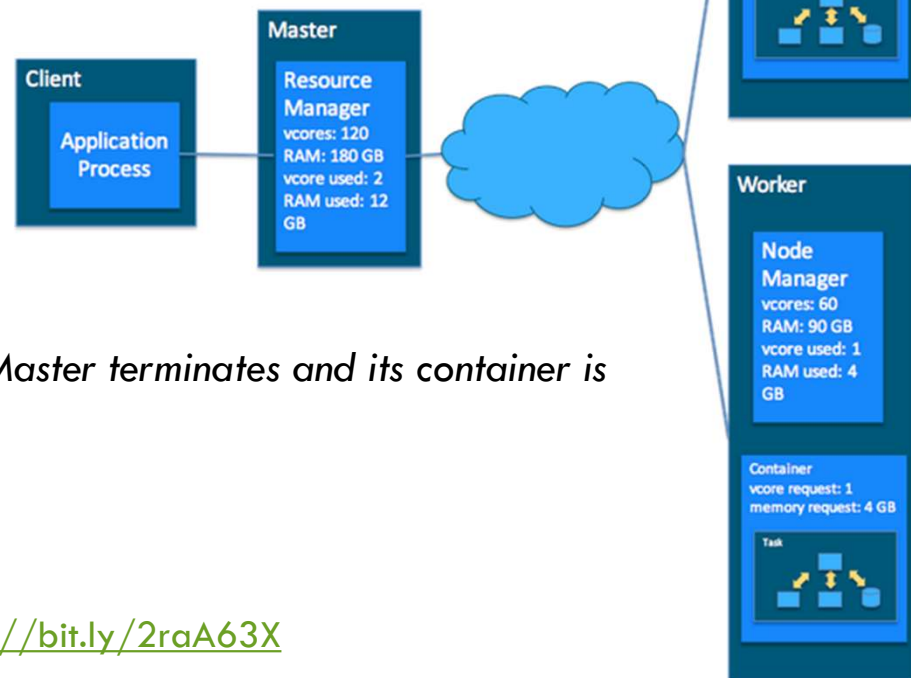 Client
Application
Process
Master
Resource
Manager
vcores: 120
RAM: 180 GB
vcore used: 2
RAM used: 12
GB
Worker
Node
Manager
vcores: 60
RAM: 90 GB
vcore used: 1
RAM used: 4
GB
Container
vcore request: 1
memory request: 4 GB
Task
Master terminates and its container is
//bit.ly/2raA63X